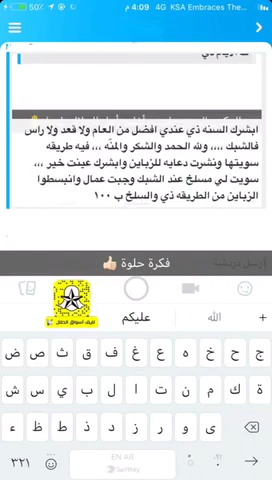 50٪
4:09 م
4G
KSA Embraces The...
ابشرك السنه ذي عندي افضل من العام ولا قعد ولا راس
فالشبك ,,,, ولله الحمد والشكر والمنّه ,,, فيه طريقه
سويتها ونشرت دعايه للزباين وابشرك عينت خير ,,,
سويت لي مسلخ عند الشبك وجبت عمال وانبسطوا
الزباين من الطريقه ذي والسلخ ب ١٠٠
فكرة حلوة 👍🏻
الله
عليكم
ج ح خ ه ع غ ف ق ث ص ض
ة ك م ن ت ا ل ب ي س ش
ى و ر ز د ذ ط ظ ء
EN AR
SwiftKey
٣٢١